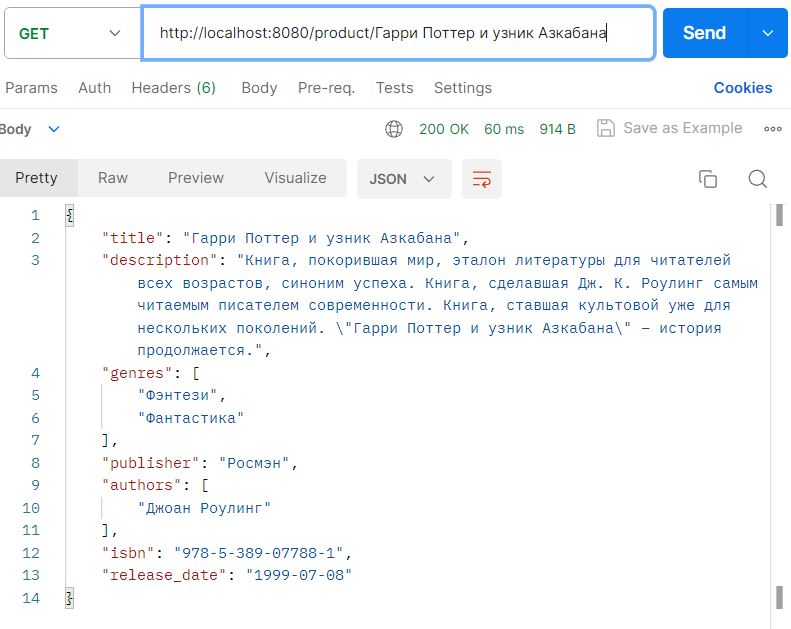 GET http://localhost:8080/product/Гарри Поттер и узник Азкабана Send
Params Auth Headers (6) Body Pre-req. Tests Settings Cookies
Body 200 OK 60 ms 914 B Save as Example
Pretty Raw Preview Visualize JSON
1 {
2 "title": "Гарри Поттер и узник Азкабана",
3 "description": "Книга, покорившая мир, эталон литературы для читателей
всех возрастов, синоним успеха. Книга, сделавшая Дж. К. Роулинг самым
читаемым писателем современности. Книга, ставшая культовой уже для
нескольких поколений. \"Гарри Поттер и узник Азкабана\" – история
продолжается.",
4 "genres": [
5 "Фэнтези",
6 "Фантастика"
7 ],
8 "publisher": "Росмэн",
9 "authors": [
10 "Джоан Роулинг"
11 ],
12 "isbn": "978-5-389-07788-1",
13 "release_date": "1999-07-08"
14 }